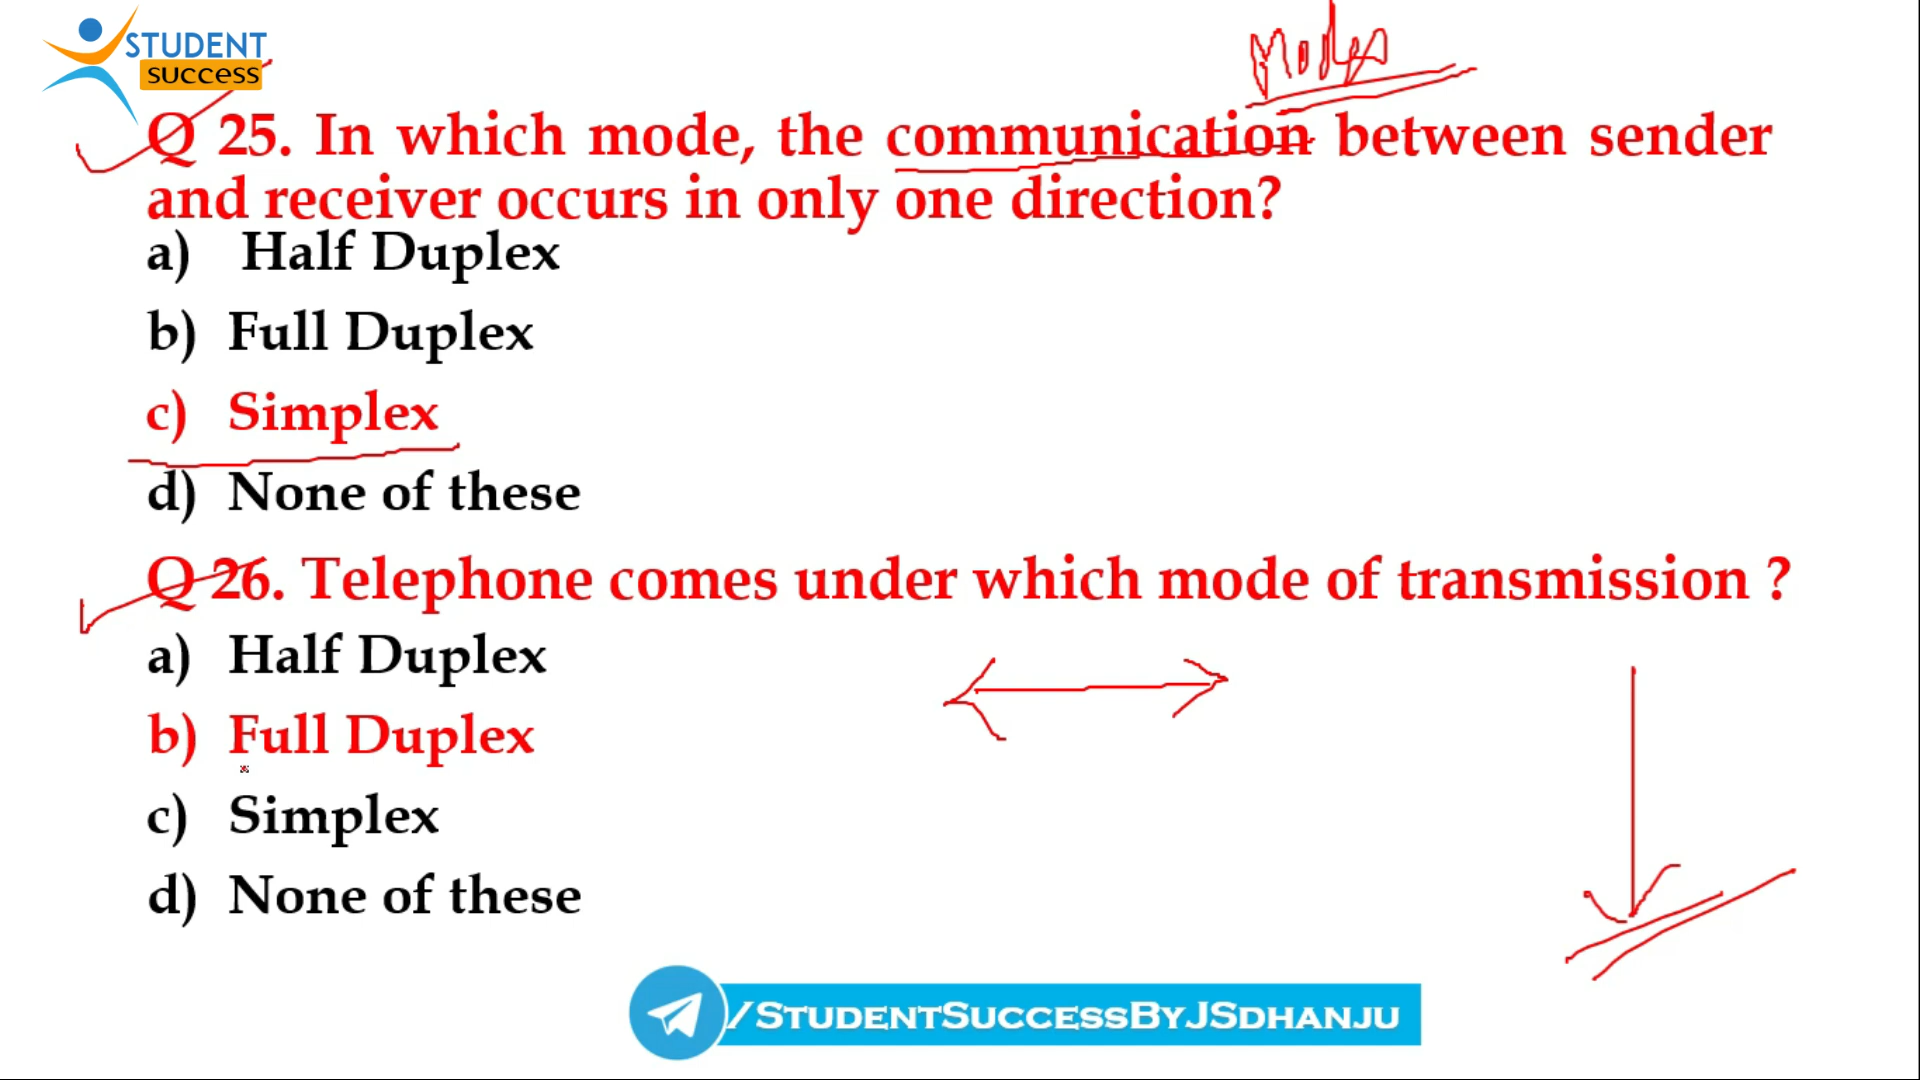 STUDENT
success
Modes
Q 25. In which mode, the communication between sender
and receiver occurs in only one direction?
a) Half Duplex
b) Full Duplex
c) Simplex
d) None of these
Q 26. Telephone comes under which mode of transmission ?
a) Half Duplex
b) Full Duplex
c) Simplex
d) None of these
/STUDENTSUCCESSBYJSDHANJU